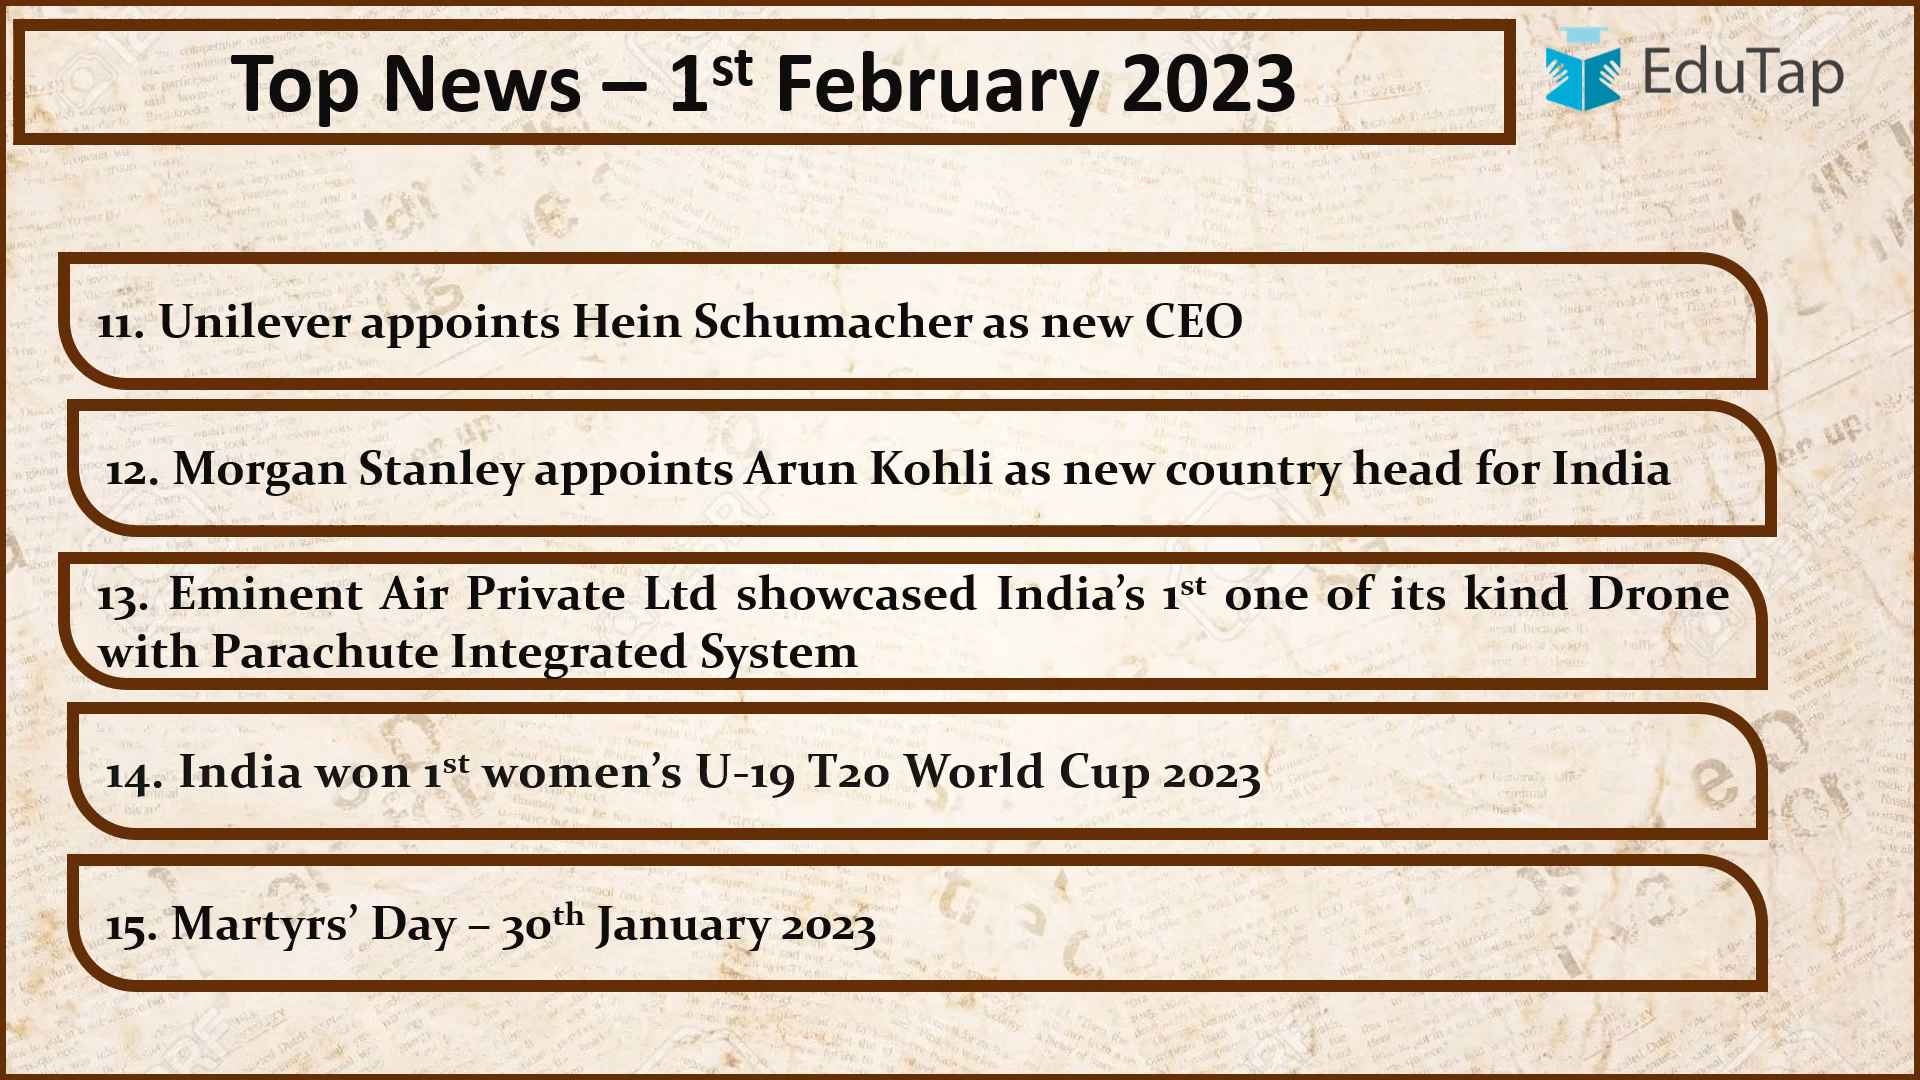 Top News – 1st February 2023
EduTap
11. Unilever appoints Hein Schumacher as new CEO
12. Morgan Stanley appoints Arun Kohli as new country head for India
13. Eminent Air Private Ltd showcased India’s 1st one of its kind Drone
with Parachute Integrated System
14. India won 1st women’s U-19 T20 World Cup 2023
15. Martyrs’ Day – 30th January 2023